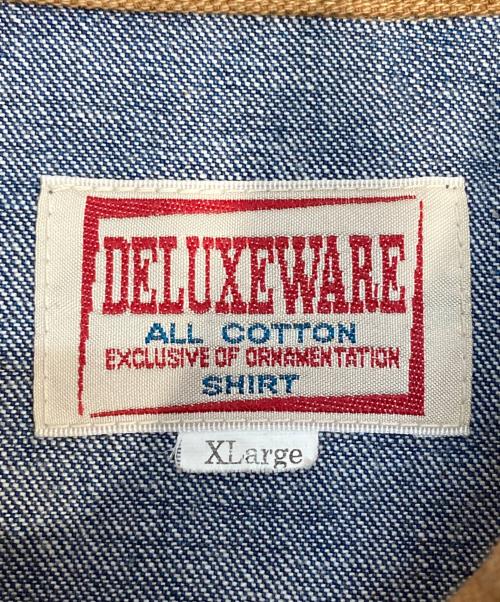 DELUXEWARE
ALL COTTON
EXCLUSIVE OF ORNAMENTATION
SHIRT
XLarge